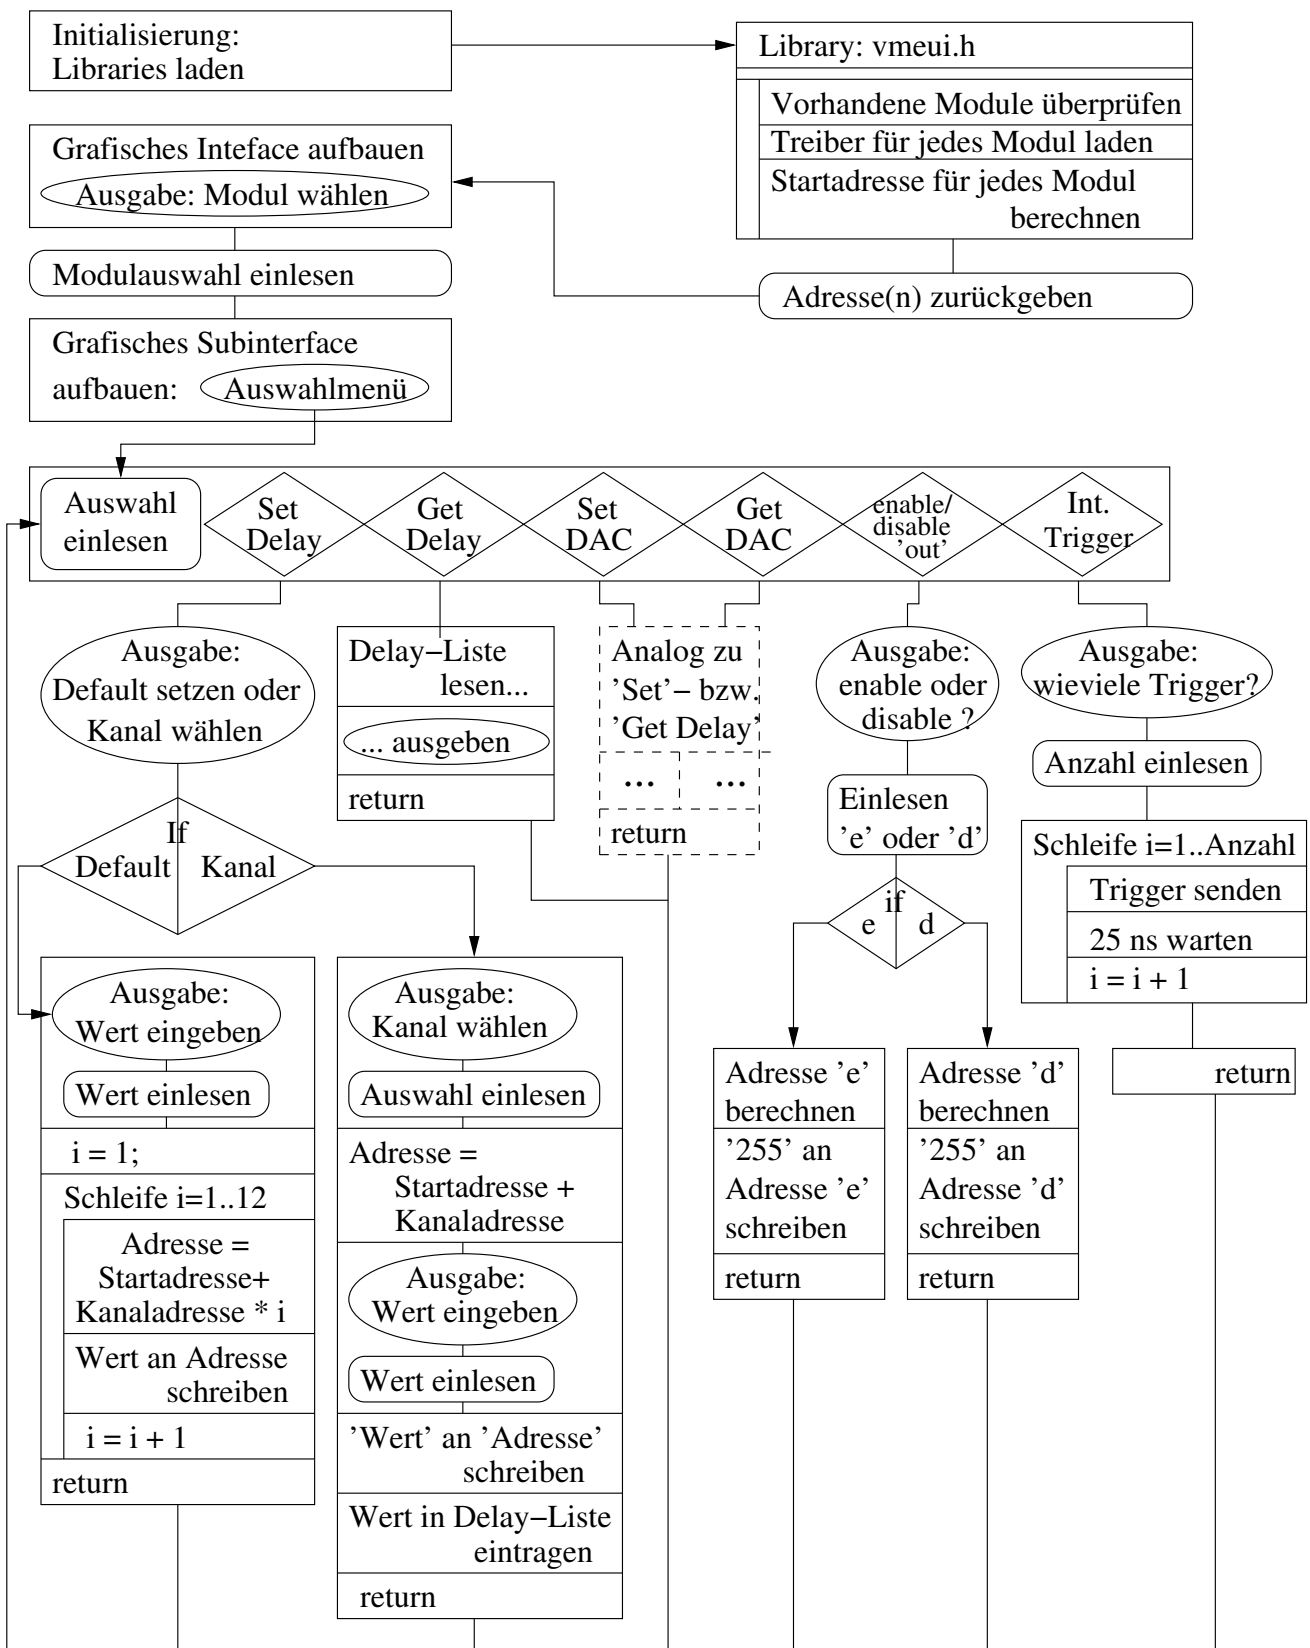 Initialisierung:
Libraries laden
Library: vmeui.h
Vorhandene Module überprüfen
Treiber für jedes Modul laden
Startadresse für jedes Modul
berechnen
Adresse(n) zurückgeben
Grafisches Inteface aufbauen
Ausgabe: Modul wählen
Modulauswahl einlesen
Grafisches Subinterface
aufbauen: Auswahlmenü
Auswahl
einlesen
Set
Delay
Get
Delay
Set
DAC
Get
DAC
enable/
disable
'out'
Int.
Trigger
Ausgabe:
Default setzen oder
Kanal wählen
If
Default Kanal
Ausgabe:
Wert eingeben
Wert einlesen
i = 1;
Schleife i=1..12
Adresse =
Startadresse+
Kanaladresse * i
Wert an Adresse
schreiben
i = i + 1
return
Ausgabe:
Kanal wählen
Auswahl einlesen
Adresse =
Startadresse +
Kanaladresse
Ausgabe:
Wert eingeben
Wert einlesen
'Wert' an 'Adresse'
schreiben
Wert in Delay−Liste
eintragen
return
Delay−Liste
lesen...
... ausgeben
return
Analog zu
'Set'− bzw.
'Get Delay'
... ...
return
Ausgabe:
enable oder
disable ?
Einlesen
'e' oder 'd'
if
e d
Adresse 'e'
berechnen
'255' an
Adresse 'e'
schreiben
return
Adresse 'd'
berechnen
'255' an
Adresse 'd'
schreiben
return
Ausgabe:
wieviele Trigger?
Anzahl einlesen
Schleife i=1..Anzahl
Trigger senden
25 ns warten
i = i + 1
return